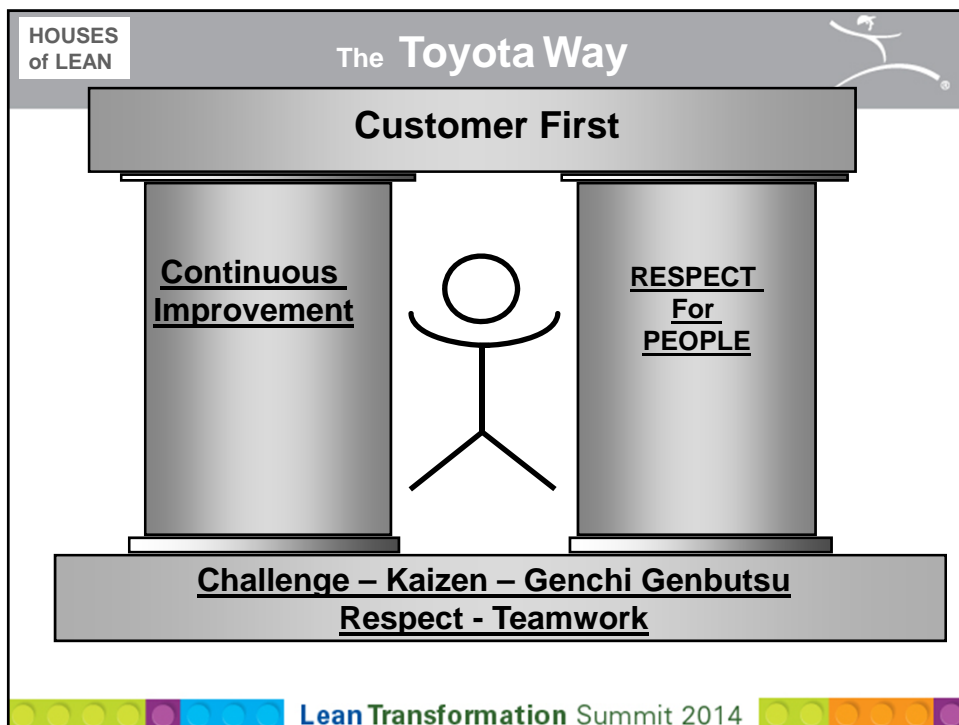 HOUSES
of LEAN
The Toyota Way
®
Customer First
Continuous
Improvement
RESPECT
For
PEOPLE
Challenge – Kaizen – Genchi Genbutsu
Respect - Teamwork
Lean Transformation Summit 2014